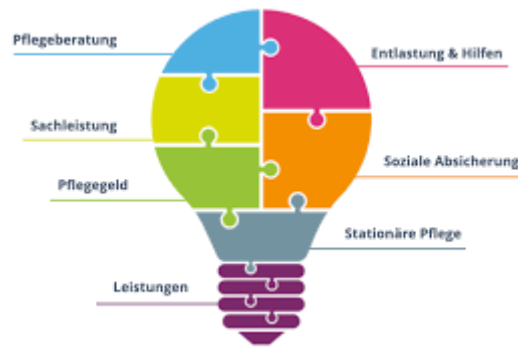 Pflegeberatung
Entlastung & Hilfen
Sachleistung
Soziale Absicherung
Pflegegeld
Stationäre Pflege
Leistungen